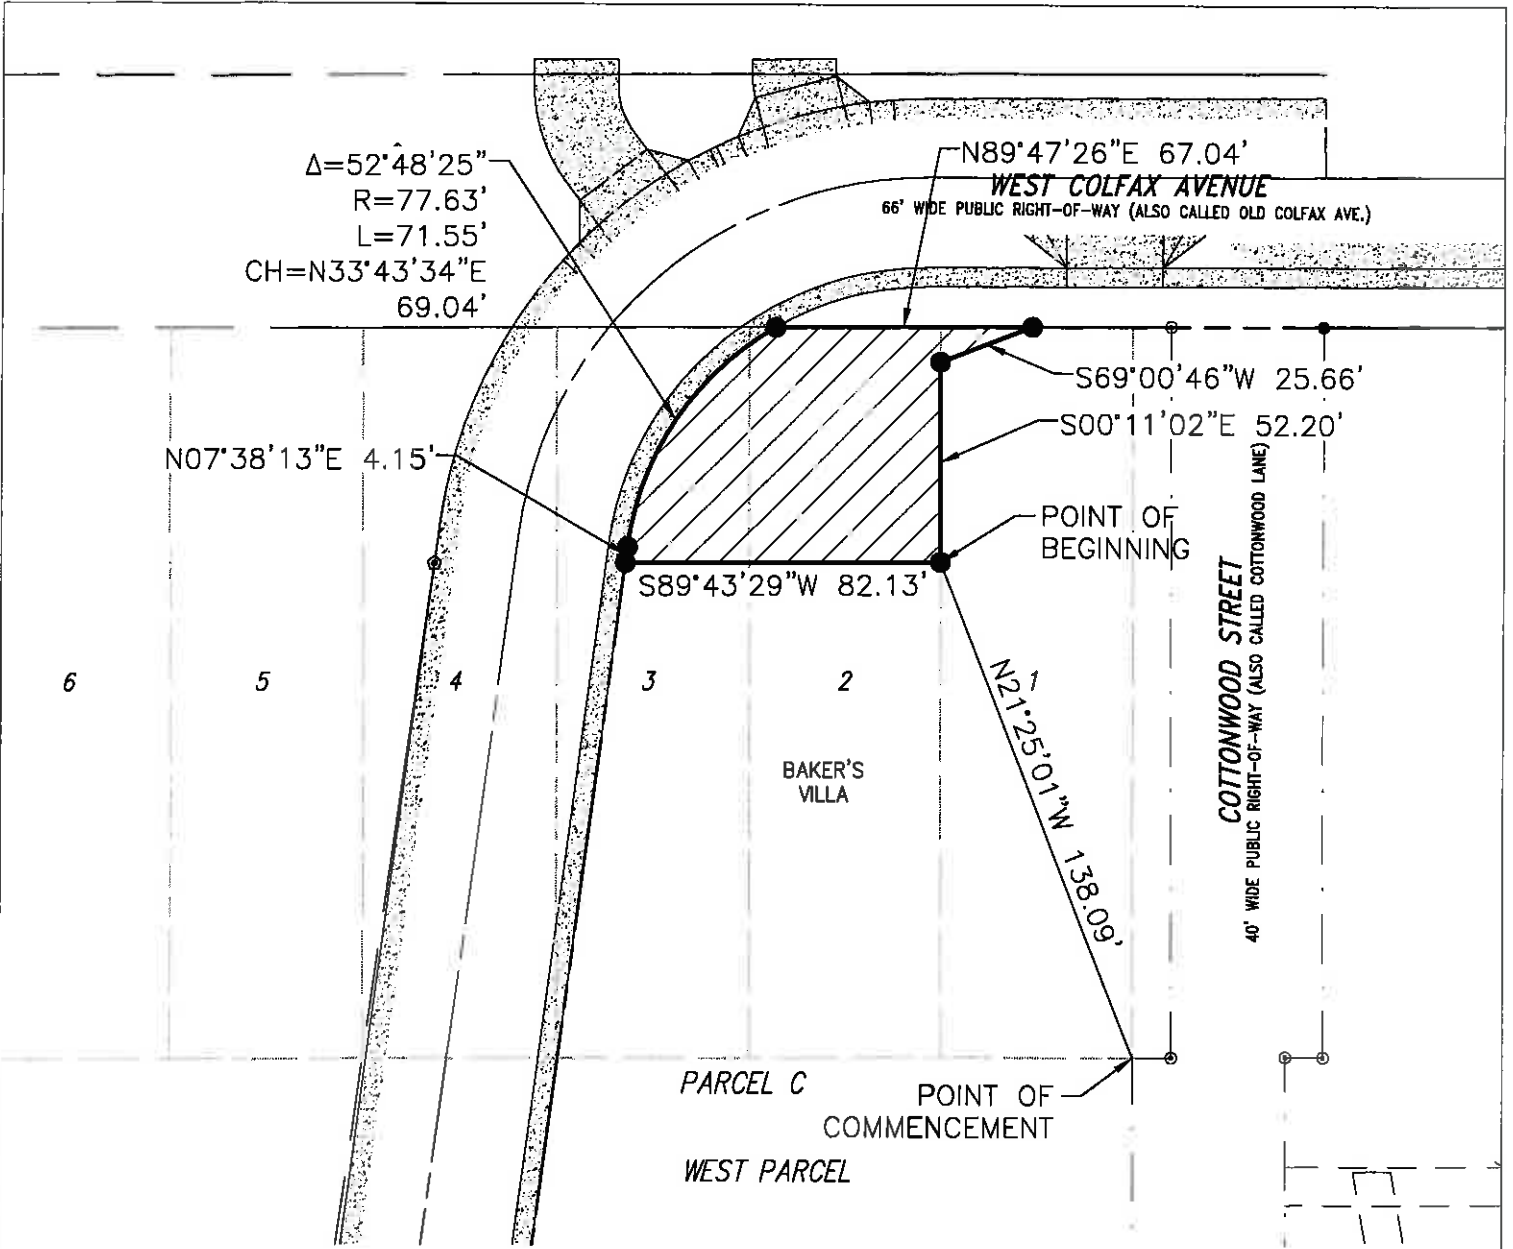 Δ=52°48'25"
R=77.63'
L=71.55'
CH=N33°43'34"E
69.04'
N89°47'26"E 67.04'
WEST COLFAX AVENUE
66' WIDE PUBLIC RIGHT-OF-WAY (ALSO CALLED OLD COLFAX AVE.)
S69°00'46"W 25.66'
S00°11'02"E 52.20'
N07°38'13"E 4.15'
POINT OF
BEGINNING
S89°43'29"W 82.13'
COTTONWOOD STREET
40' WIDE PUBLIC RIGHT-OF-WAY (ALSO CALLED COTTONWOOD LANE)
6
5
4
3
2
1
N21°25'01"W 138.09'
BAKER'S
VILLA
PARCEL C
POINT OF
COMMENCEMENT
WEST PARCEL